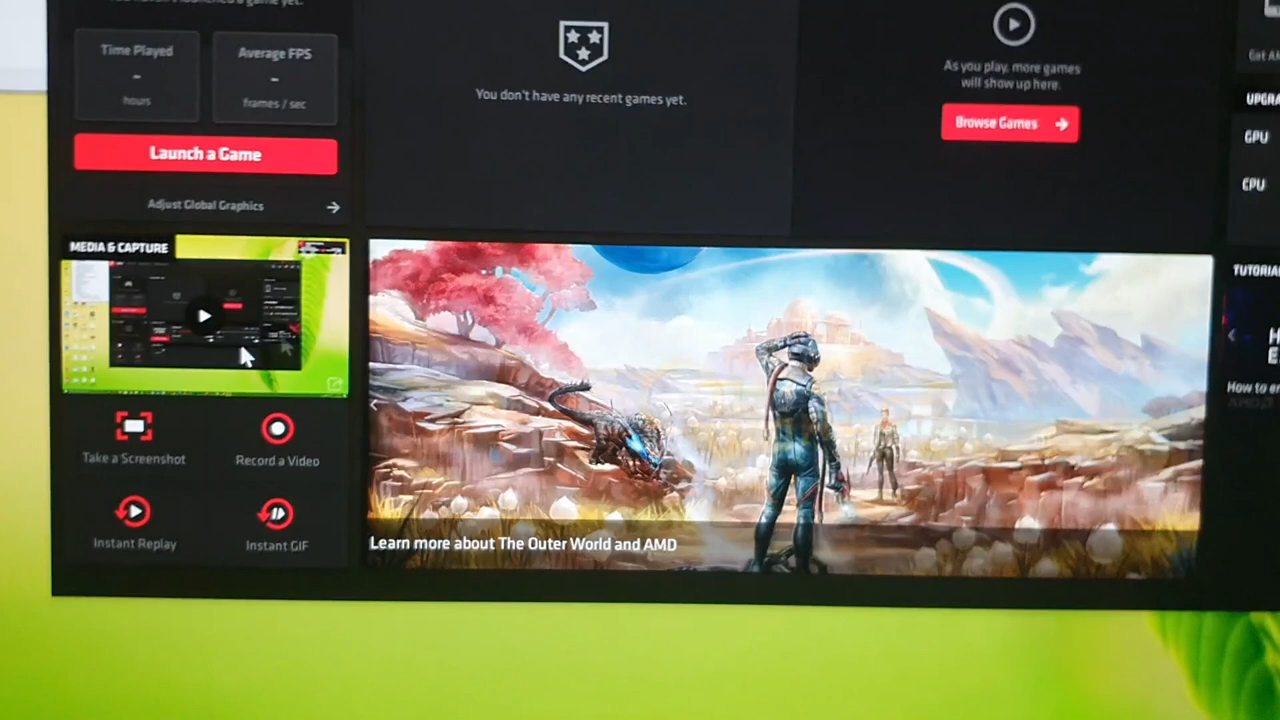 Time Played
-
hours
Average FPS
-
frames / sec
Launch a Game
Adjust Global Graphics
You don't have any recent games yet.
As you play, more games
will show up here.
Browse Games
MEDIA & CAPTURE
Take a Screenshot
Record a Video
Instant Replay
Instant GIF
Learn more about The Outer World and AMD
GPU
CPU
How to